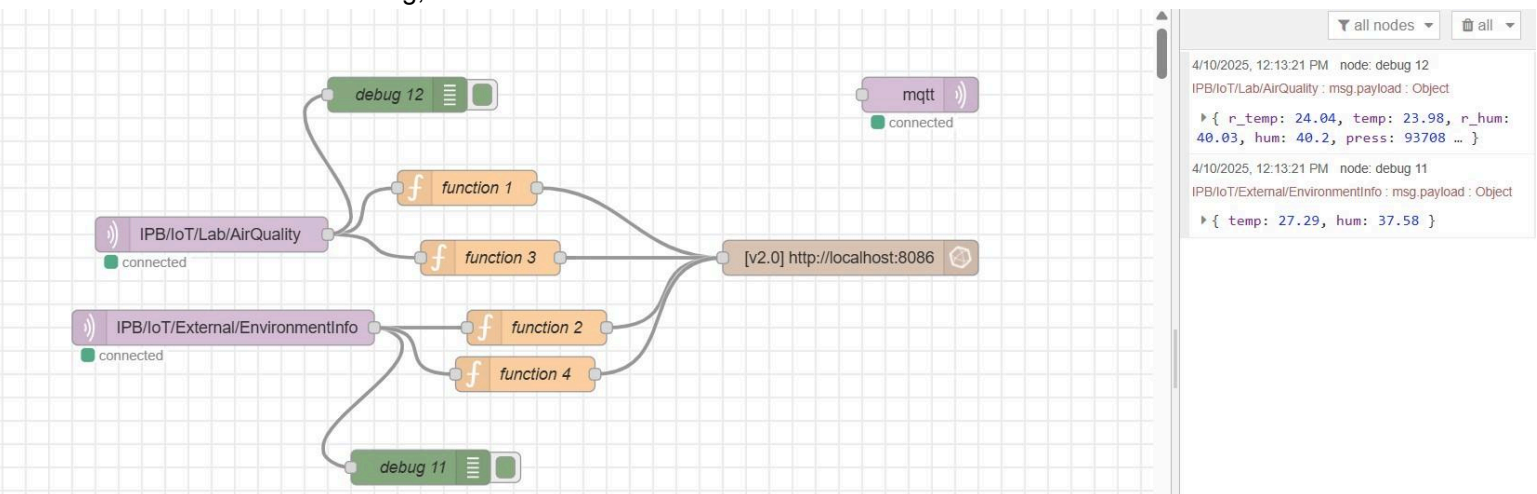 debug 12
mqtt
connected
function 1
IPB/IoT/Lab/AirQuality
connected
function 3
[v2.0] http://localhost:8086
IPB/IoT/External/EnvironmentInfo
connected
function 2
function 4
debug 11
all nodes
all
4/10/2025, 12:13:21 PM node: debug 12
IPB/IoT/Lab/AirQuality : msg.payload : Object
{ r_temp: 24.04, temp: 23.98, r_hum:
40.03, hum: 40.2, press: 93708 … }
4/10/2025, 12:13:21 PM node: debug 11
IPB/IoT/External/EnvironmentInfo : msg.payload : Object
{ temp: 27.29, hum: 37.58 }